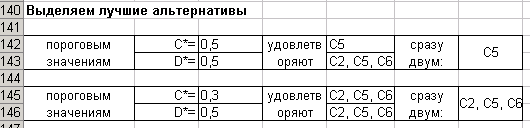 140 Выделяем лучшие альтернативы
141
142 пороговым C*= 0,5 удовлетв C5 сразу C5
143 значениям D*= 0,5 оряют C2, C5, C6 двум:
144
145 пороговым C*= 0,3 удовлетв C2, C5, C6 сразу C2, C5, C6
146 значениям D*= 0,5 оряют C2, C5, C6 двум: